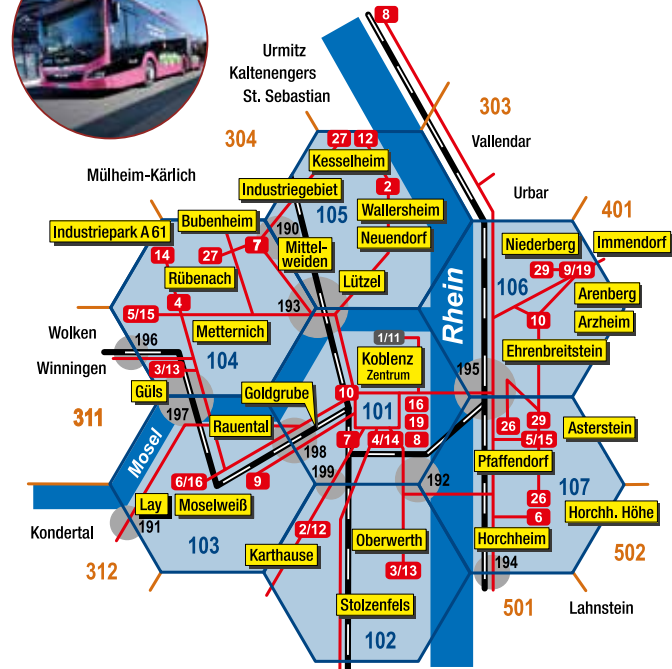 8
Urmitz
Kaltenengers
St. Sebastian
303
304
27
12
Vallendar
Kesselheim
Mülheim-Kärlich
2
Industriegebiet
Urbar
105
Wallersheim
401
Bubenheim
Industriepark A 61
190
Neuendorf
Niederberg
Immendorf
7
Mittel-
weiden
14
27
29
9/19
Rübenach
Lützel
106
Arenberg
4
193
Rhein
5/15
10
Arzheim
Wolken
196
Metternich
1/11
Ehrenbreitstein
Winningen
104
Koblenz
Zentrum
3/13
195
Güls
Goldgrube
10
101
16
311
197
19
26
29
Asterstein
Rauental
7
4/14
8
5/15
Mosel
198
Pfaffendorf
6/16
9
199
192
107
Lay
Moselweiß
26
Horchh. Höhe
191
2/12
6
Kondertal
103
Oberwerth
Horchheim
502
Karthause
194
312
3/13
501
Lahnstein
Stolzenfels
102